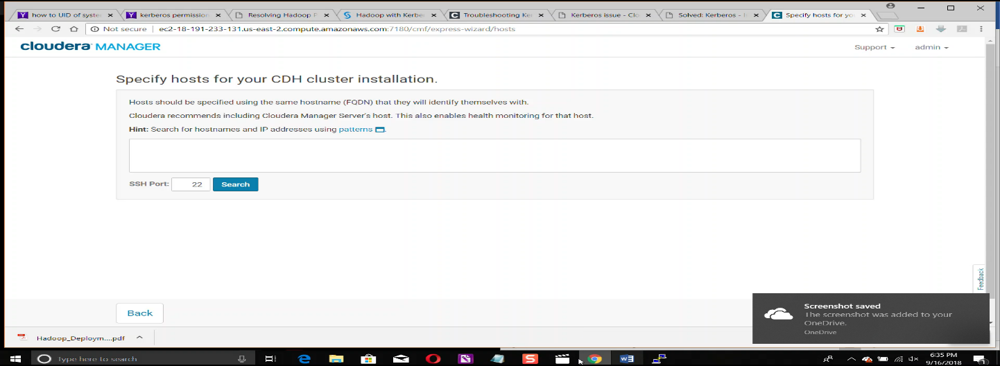 how to UID of syste
kerberos permission
Resolving Hadoop P
Hadoop with Kerbe
Troubleshooting Ke
Kerberos issue - Clo
Solved: Kerberos -
Specify hosts for yo
Not secure | ec2-18-191-233-131.us-east-2.compute.amazonaws.com:7180/cmf/express-wizard/hosts
cloudera MANAGER
Support
admin
Specify hosts for your CDH cluster installation.
Hosts should be specified using the same hostname (FQDN) that they will identify themselves with.
Cloudera recommends including Cloudera Manager Server's host. This also enables health monitoring for that host.
Hint: Search for hostnames and IP addresses using patterns
SSH Port: 22 Search
Feedback
Back
Screenshot saved
The screenshot was added to your
OneDrive.
OneDrive
Hadoop_Deploym....pdf
Type here to search
6:35 PM
9/16/2018